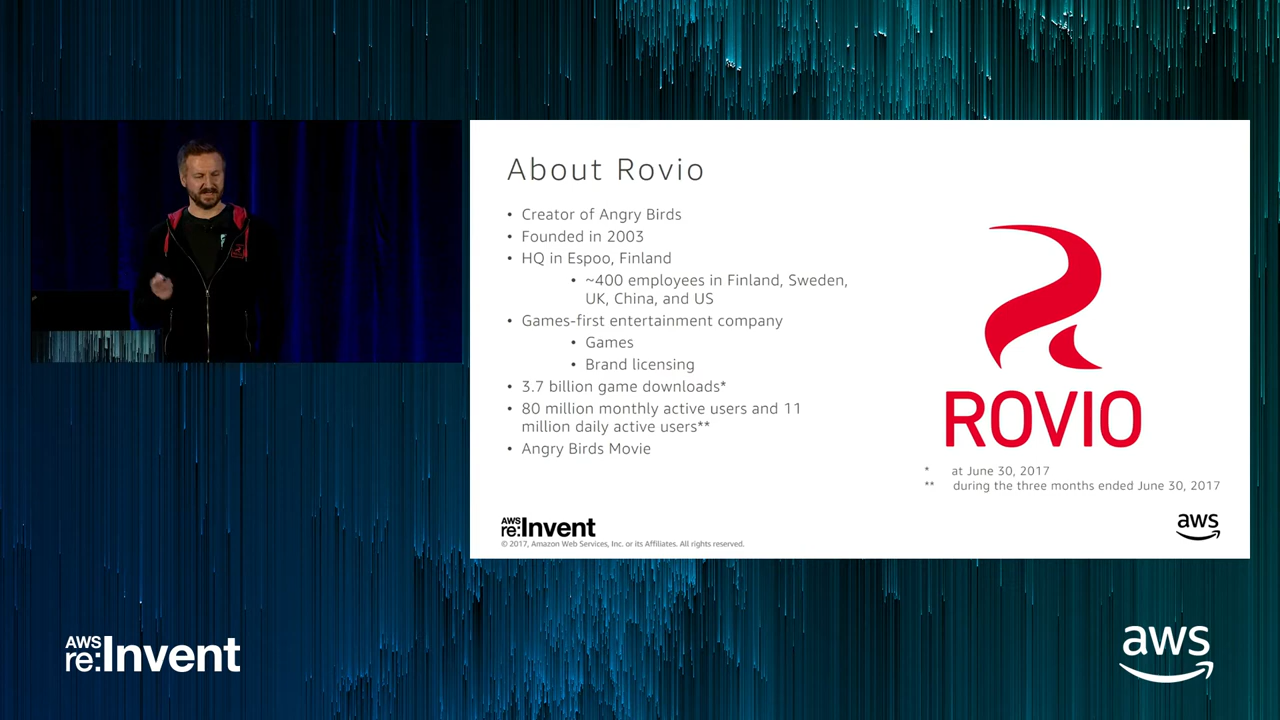 About Rovio
• Creator of Angry Birds
• Founded in 2003
• HQ in Espoo, Finland
• ~400 employees in Finland, Sweden,
UK, China, and US
• Games-first entertainment company
• Games
• Brand licensing
• 3.7 billion game downloads*
• 80 million monthly active users and 11
million daily active users**
• Angry Birds Movie
ROVIO
* at June 30, 2017
** during the three months ended June 30, 2017
AWS
re:Invent
© 2017, Amazon Web Services, Inc. or its Affiliates. All rights reserved.
aws
AWS
re:Invent
aws